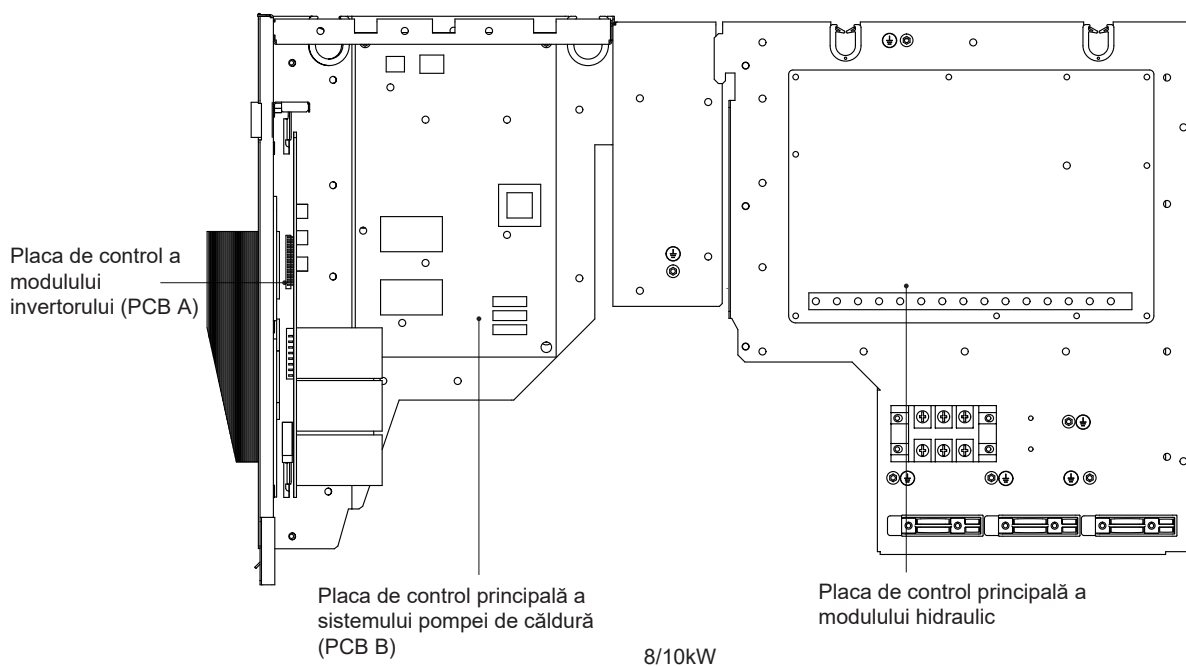 Placa de control a
modulului
invertorului (PCB A)
Placa de control principală a
sistemului pompei de căldură
(PCB B)
Placa de control principală a
modulului hidraulic
8/10kW